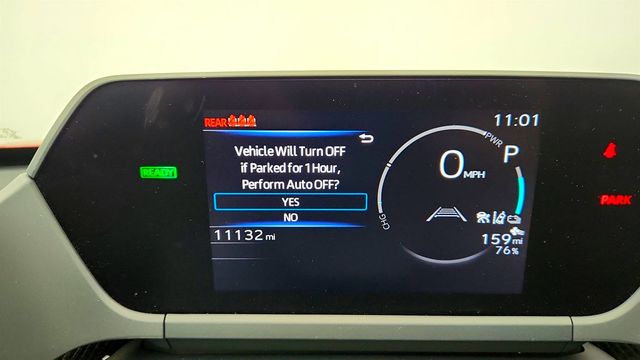 REAR
11:01
Vehicle Will Turn OFF
if Parked for 1 Hour,
Perform Auto OFF?
YES
NO
11132 mi
READY
PWR
P
0 MPH
CHG
159 mi
76%
PARK